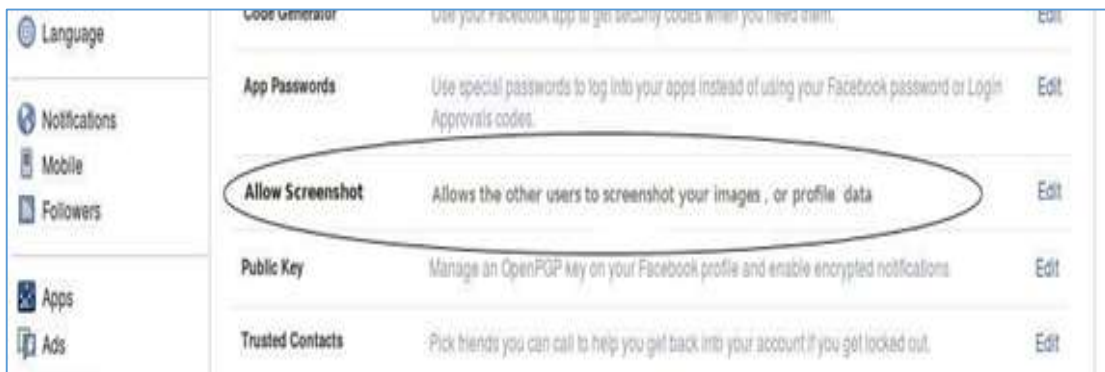 Language
Notifications
Mobile
Followers
Apps
Ads
Code Generator Use your Facebook app to get security codes when you need them. Edit
App Passwords Use special passwords to log into your apps instead of using your Facebook password or Login Edit
Approvals codes.
Allow Screenshot Allows the other users to screenshot your images , or profile data Edit
Public Key Manage an OpenPGP key on your Facebook profile and enable encrypted notifications Edit
Trusted Contacts Pick friends you can call to help you get back into your account if you get locked out. Edit